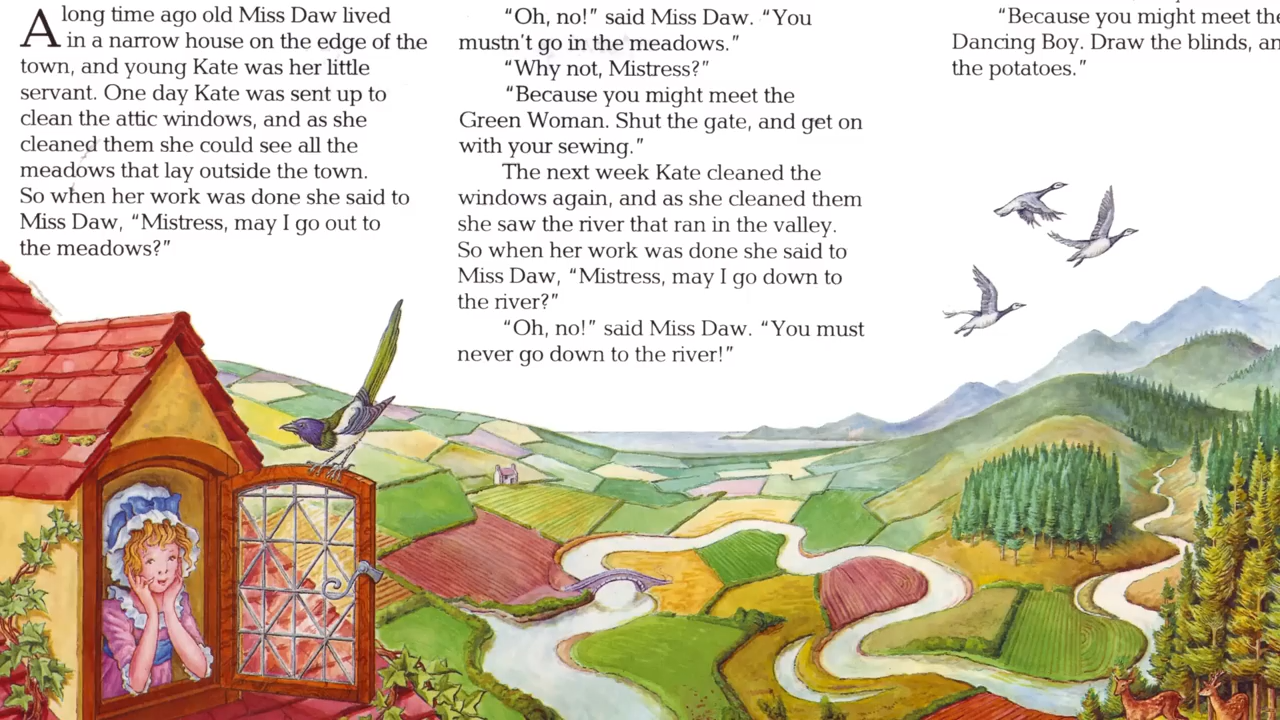 A long time ago old Miss Daw lived
in a narrow house on the edge of the
town, and young Kate was her little
servant. One day Kate was sent up to
clean the attic windows, and as she
cleaned them she could see all the
meadows that lay outside the town.
So when her work was done she said to
Miss Daw, “Mistress, may I go out to
the meadows?”
“Oh, no!” said Miss Daw. “You
mustn't go in the meadows.”
“Why not, Mistress?”
“Because you might meet the
Green Woman. Shut the gate, and get on
with your sewing.”
The next week Kate cleaned the
windows again, and as she cleaned them
she saw the river that ran in the valley.
So when her work was done she said to
Miss Daw, “Mistress, may I go down to
the river?”
“Oh, no!” said Miss Daw. “You must
never go down to the river!”
“Because you might meet the
Dancing Boy. Draw the blinds, an
the potatoes.”